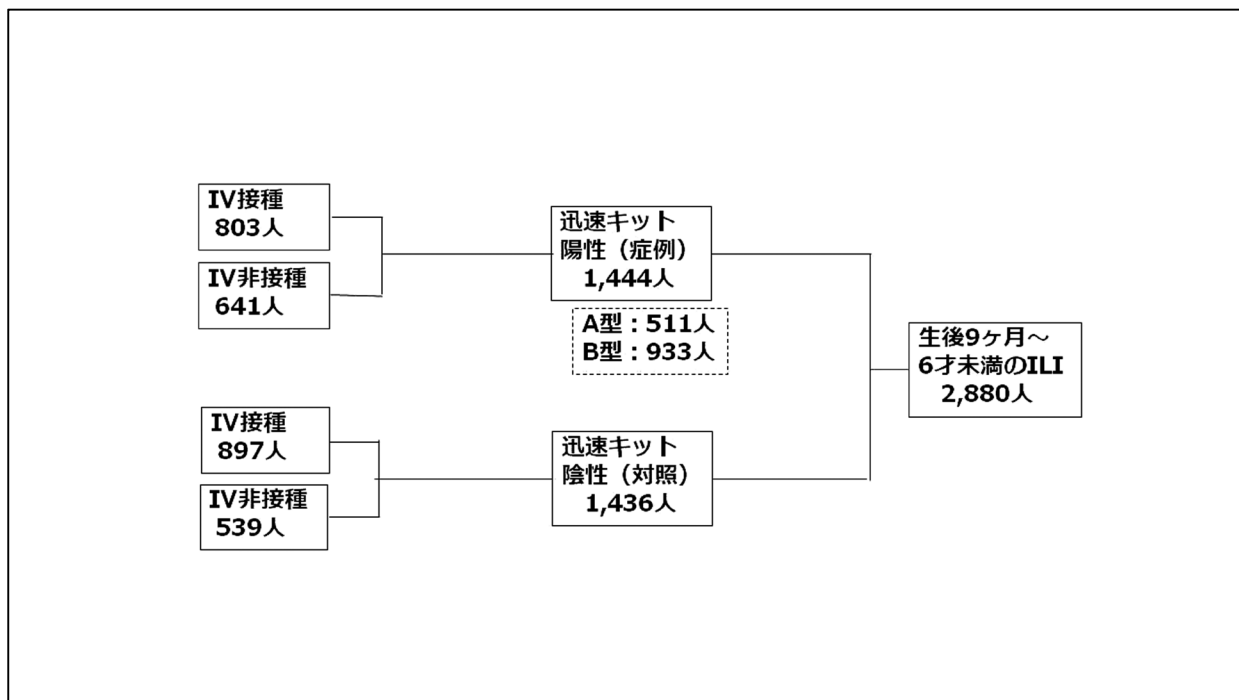 IV接種
803人
IV非接種
641人
迅速キット
陽性（症例）
1,444人
A型：511人
B型：933人
生後9ヶ月～
6才未満のILI
2,880人
IV接種
897人
IV非接種
539人
迅速キット
陰性（対照）
1,436人